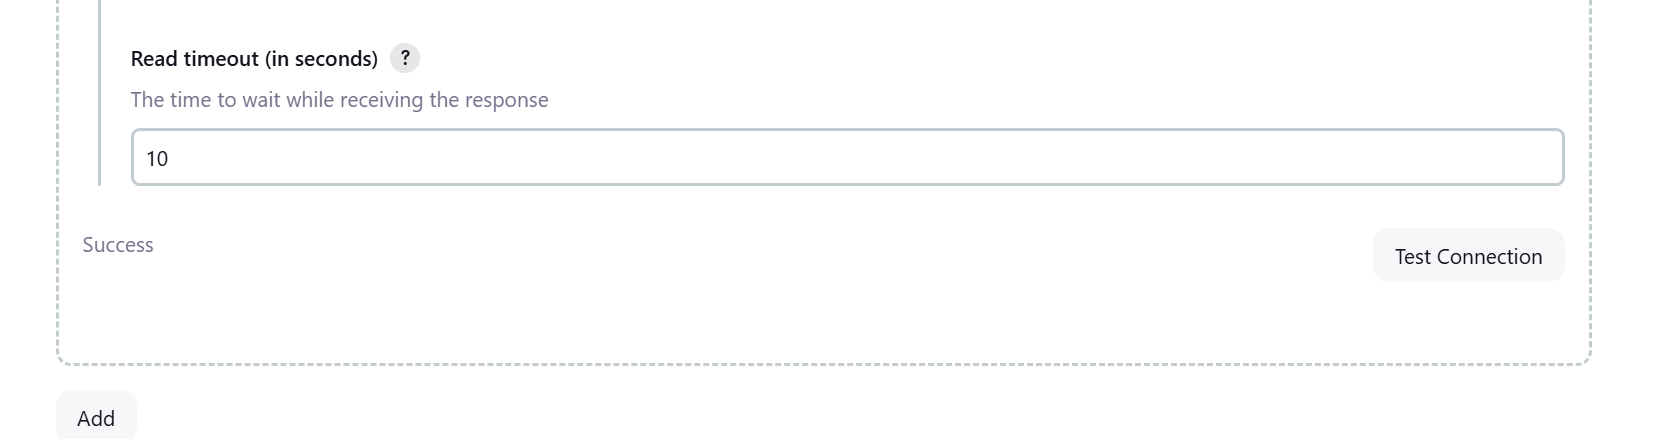 Read timeout (in seconds) ?
The time to wait while receiving the response
10
Success
Test Connection
Add